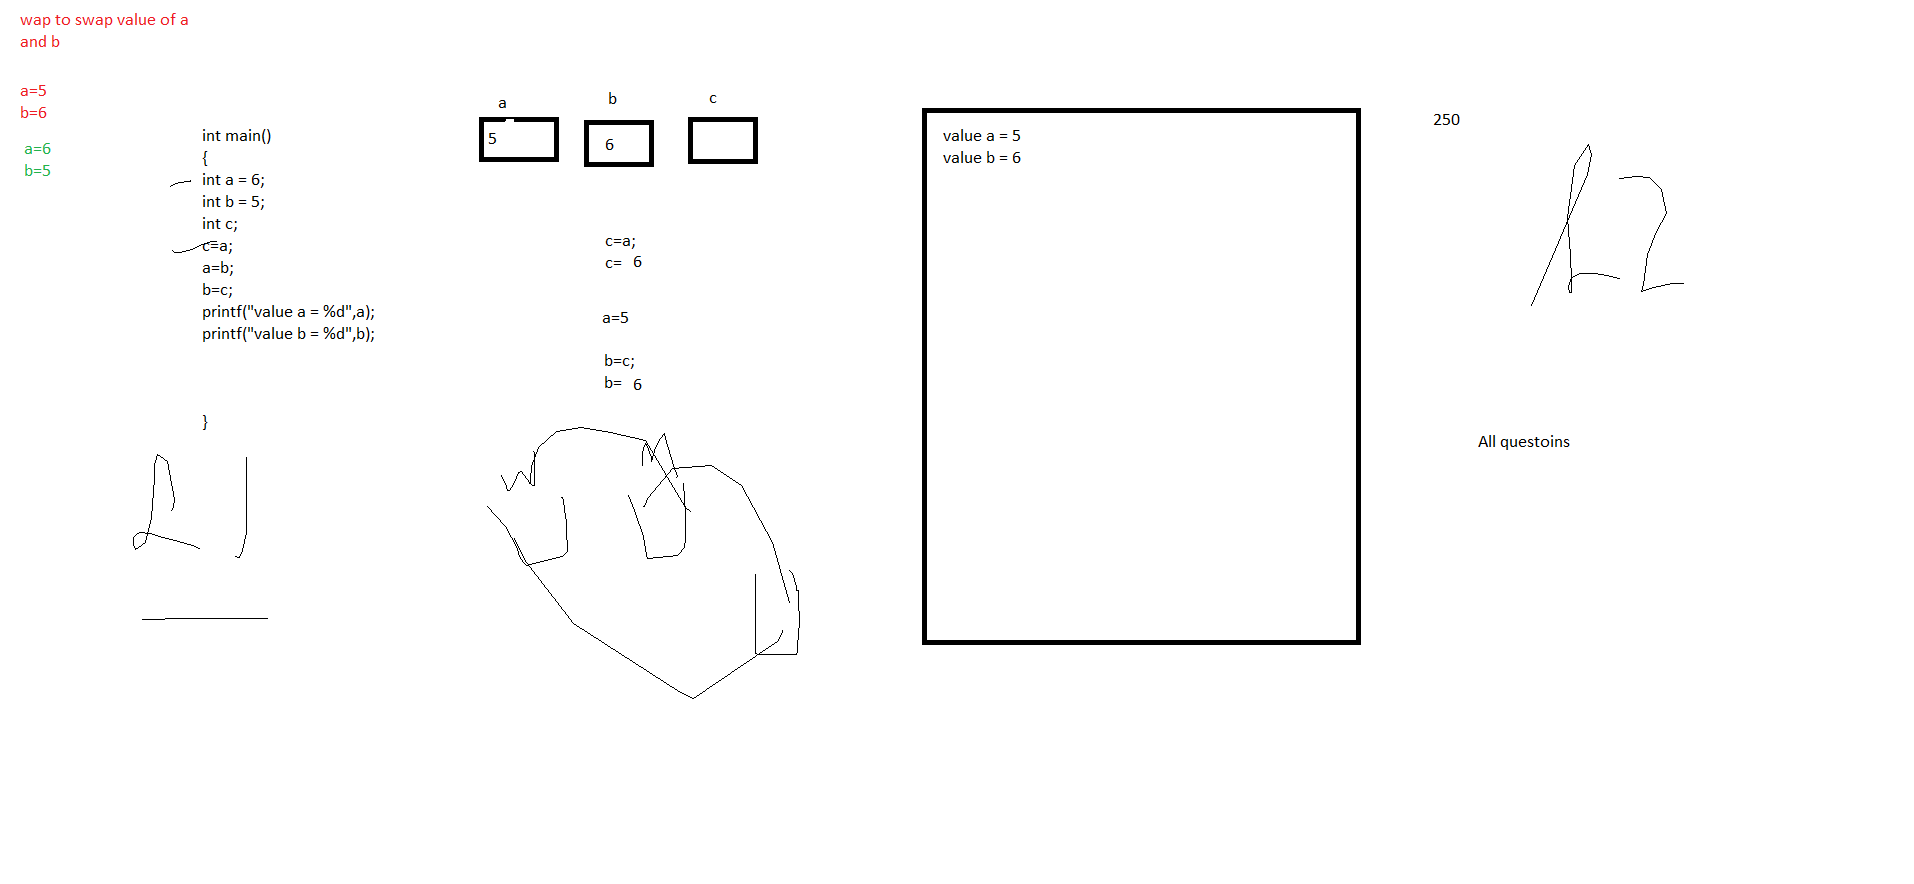 wap to swap value of a
and b
a=5
b=6
a=6
b=5
int main()
{
int a = 6;
int b = 5;
int c;
c=a;
a=b;
b=c;
printf("value a = %d",a);
printf("value b = %d",b);
}
a
b
c
5
6
c=a;
c= 6
a=5
b=c;
b= 6
value a = 5
value b = 6
250
All questoins